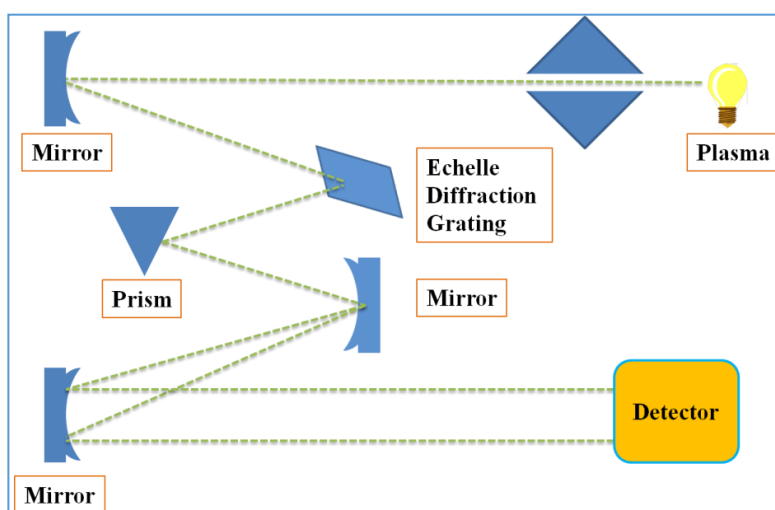 Mirror
Plasma
Echelle
Diffraction
Grating
Prism
Mirror
Detector
Mirror